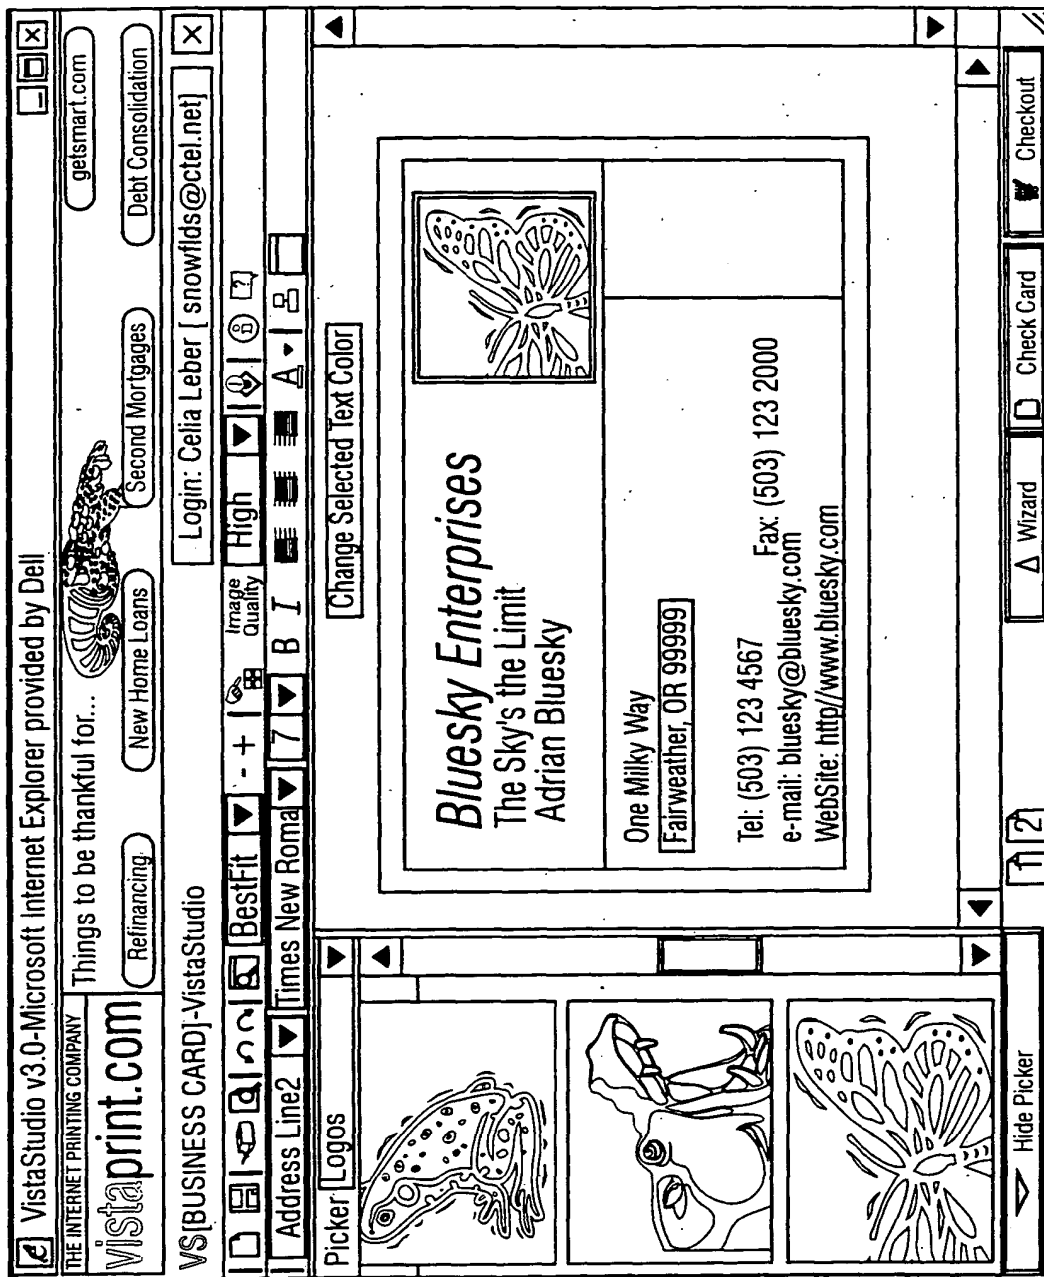 VistaStudio v3.0-Microsoft Internet Explorer provided by Dell
THE INTERNET PRINTING COMPANY
vistaprint.com
Things to be thankful for...
getsmart.com
Refinancing
New Home Loans
Second Mortgages
Debt Consolidation
VS[BUSINESS CARD]-VistaStudio
Login: Celia Leber [ snowflds@ctel.net]
BestFit
- +
Image
Quality
High
?
Address Line2
Times New Roma
7
B I
A
Picker Logos
Change Selected Text Color
Bluesky Enterprises
The Sky's the Limit
Adrian Bluesky
One Milky Way
Fairweather, OR 99999
Tel: (503) 123 4567
Fax: (503) 123 2000
e-mail: bluesky@bluesky.com
WebSite: http//www.bluesky.com
1 2
Hide Picker
Wizard
Check Card
Checkout